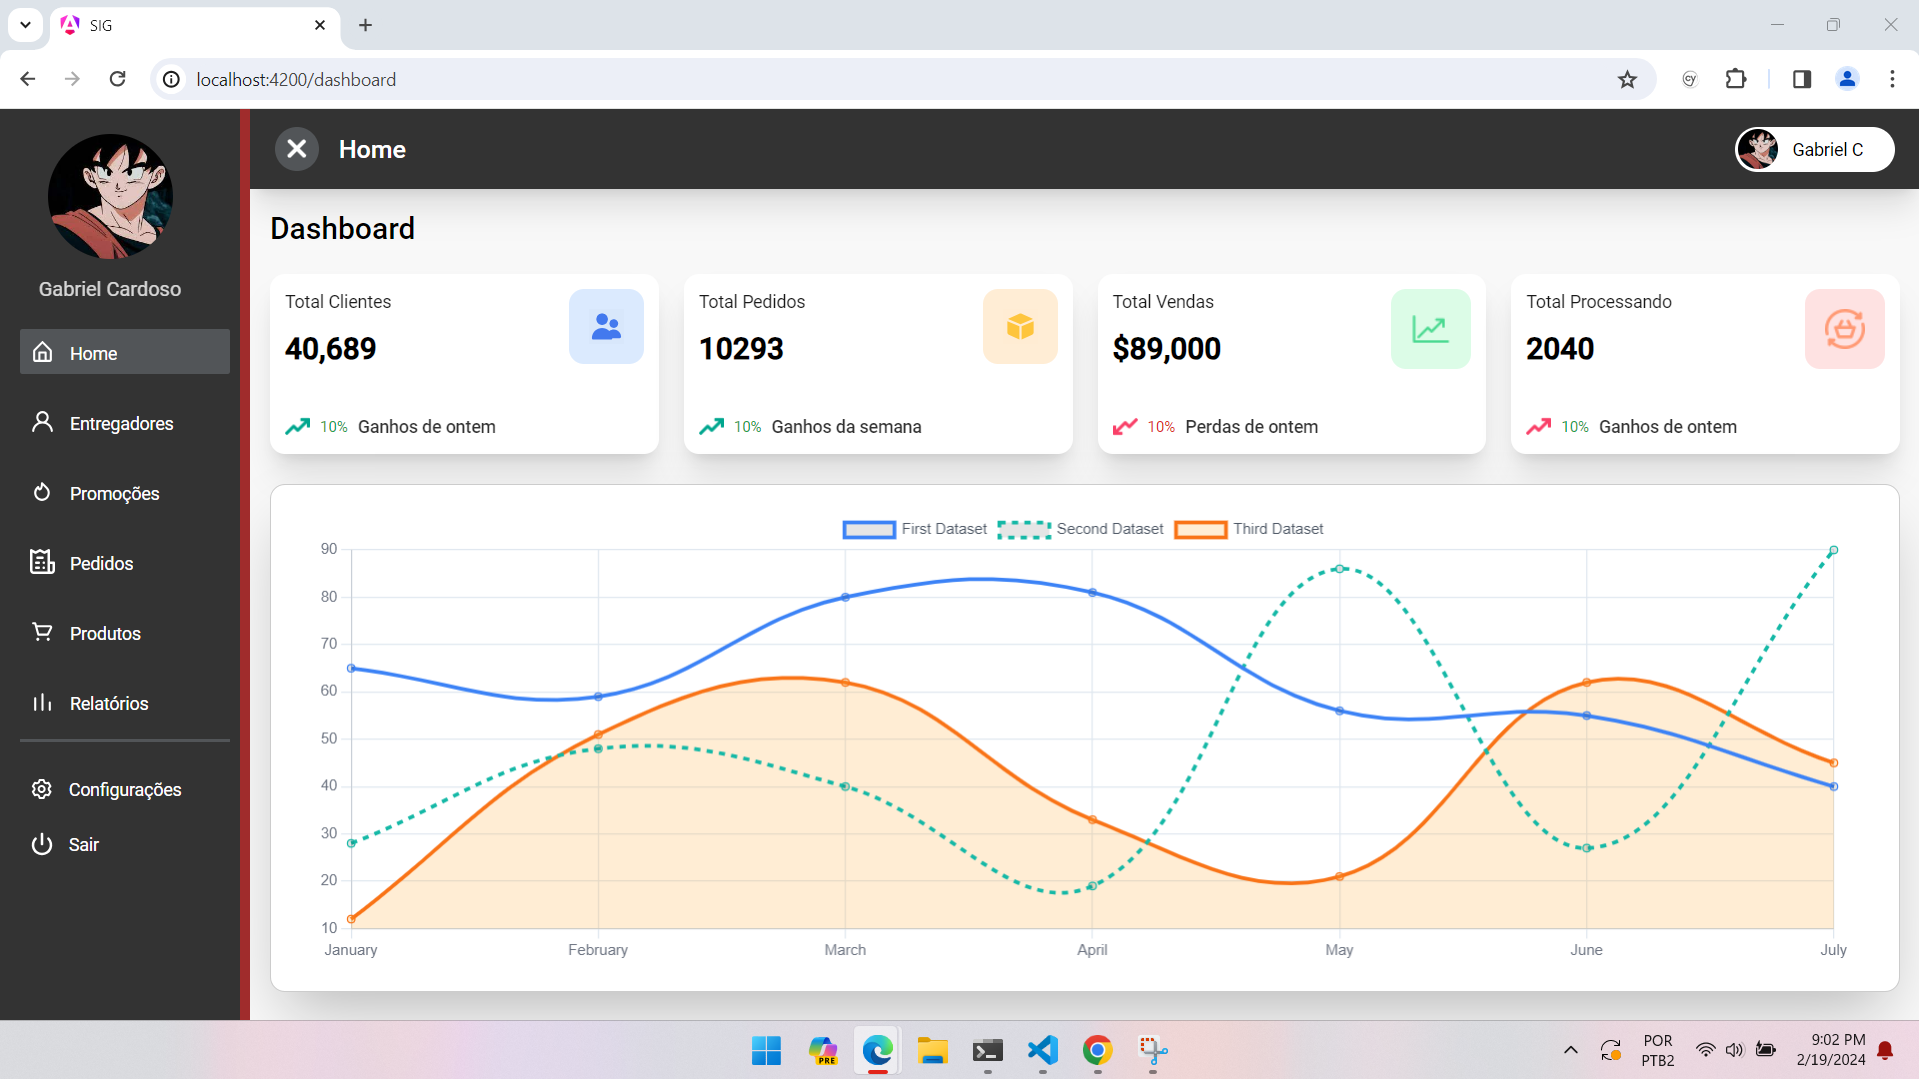 SIG
localhost:4200/dashboard
cy
Gabriel Cardoso
Home
Entregadores
Promoções
Pedidos
Produtos
Relatórios
Configurações
Sair
Home
Gabriel C
Dashboard
Total Clientes
40,689
10% Ganhos de ontem
Total Pedidos
10293
10% Ganhos da semana
Total Vendas
$89,000
10% Perdas de ontem
Total Processando
2040
10% Ganhos de ontem
First Dataset Second Dataset Third Dataset
90
80
70
60
50
40
30
20
10
January February March April May June July
PRE
POR
PTB2
9:02 PM
2/19/2024